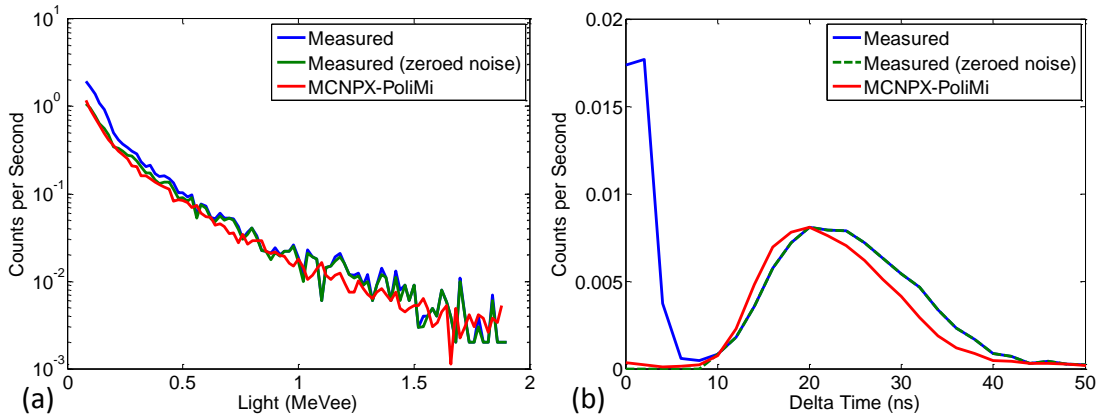 10^1
10^0
10^-1
10^-2
10^-3
Counts per Second
0
0.5
1
1.5
2
Light (MeVee)
Measured
Measured (zeroed noise)
MCNPX-PoliMi
(a)
0.02
0.015
0.01
0.005
0
Counts per Second
0
10
20
30
40
50
Delta Time (ns)
Measured
Measured (zeroed noise)
MCNPX-PoliMi
(b)